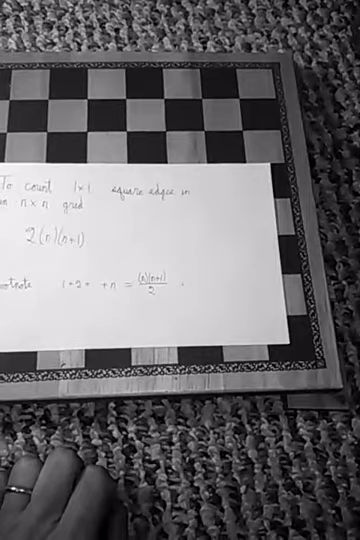 To count 1×1 square edges in
an n × n grid
2(n)(n+1)
1+2+ +n = (n)(n+1)/2 .